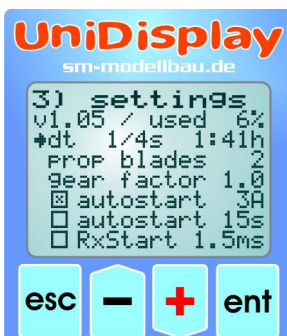 UniDisplay
sm-modellbau.de
3) settings
v1.05 / used 6%
dt 1/4s 1:41h
prop blades 2
gear factor 1.0
autostart 3A
autostart 15s
RxStart 1.5ms
esc - + ent